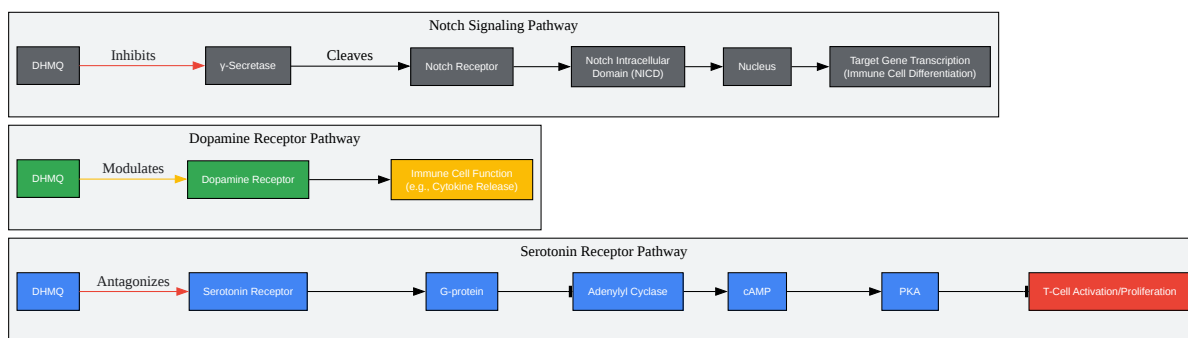 Notch Signaling Pathway
DHMQ
Inhibits
γ-Secretase
Cleaves
Notch Receptor
Notch Intracellular
Domain (NICD)
Nucleus
Target Gene Transcription
(Immune Cell Differentiation)
Dopamine Receptor Pathway
DHMQ
Modulates
Dopamine Receptor
Immune Cell Function
(e.g., Cytokine Release)
Serotonin Receptor Pathway
DHMQ
Antagonizes
Serotonin Receptor
G-protein
Adenylyl Cyclase
cAMP
PKA
T-Cell Activation/Proliferation